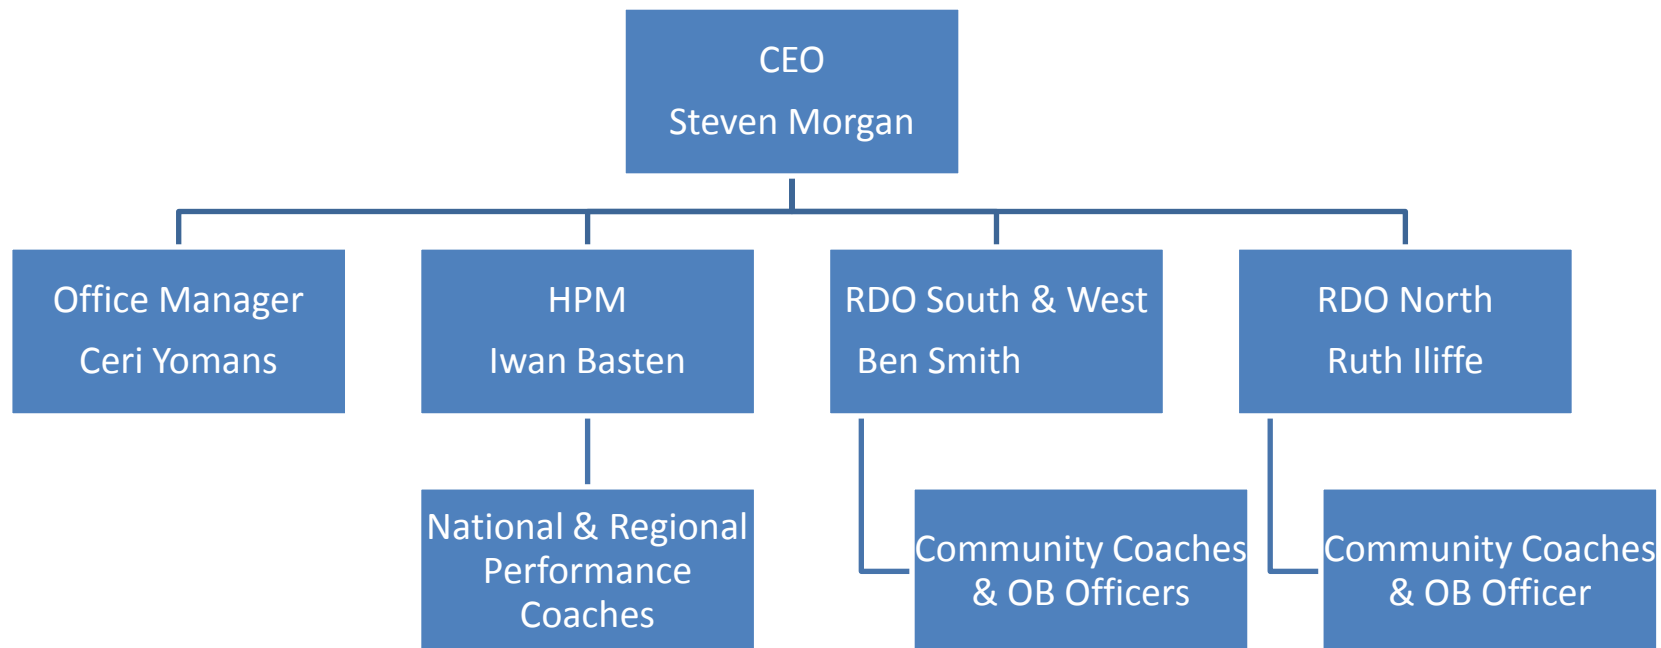 CEO
Steven Morgan
Office Manager
Ceri Yomans
HPM
Iwan Basten
RDO South & West
Ben Smith
RDO North
Ruth Iliffe
National & Regional
Performance
Coaches
Community Coaches
& OB Officers
Community Coaches
& OB Officer